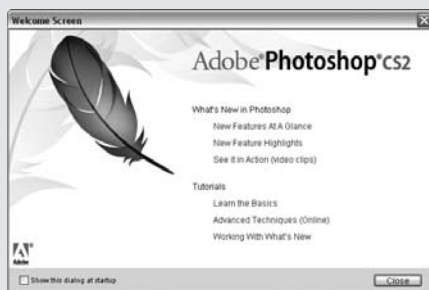 Welcome Screen
Adobe® Photoshop® CS2
What's New in Photoshop
New Features At A Glance
New Feature Highlights
See it in Action (video clips)
Tutorials
Learn the Basics
Advanced Techniques (Online)
Working With What's New
Adobe
Show this dialog at startup
Close